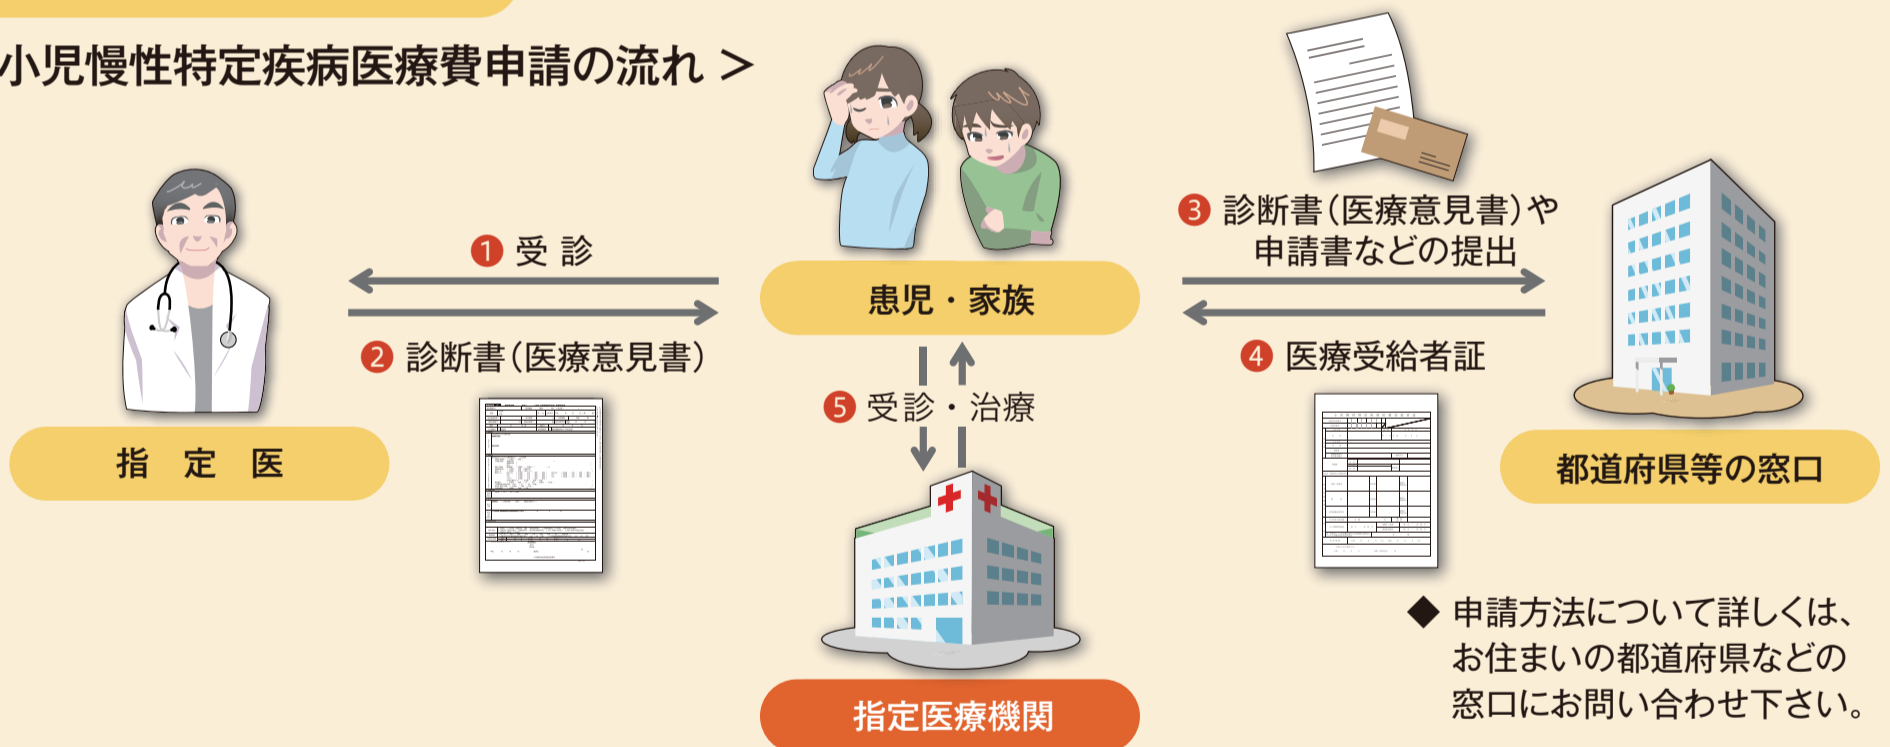 小児慢性特定疾病医療費申請の流れ >
❶ 受 診
❷ 診断書(医療意見書)
指 定 医
患児・家族
❸ 診断書(医療意見書)や
申請書などの提出
❹ 医療受給者証
都道府県等の窓口
❺ 受診・治療
指定医療機関
◆ 申請方法について詳しくは、
お住まいの都道府県などの
窓口にお問い合わせ下さい。